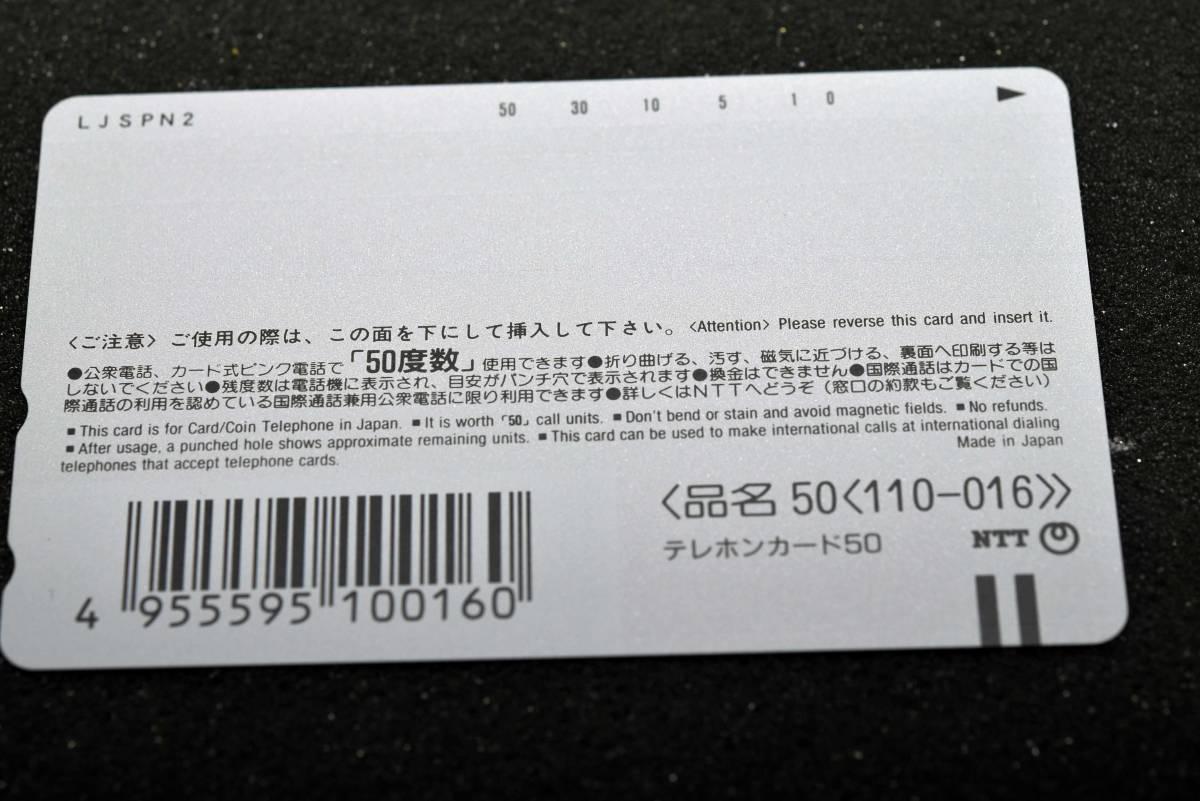 LJSPN2
50 30 10 5 1 0
〈ご注意〉ご使用の際は、この面を下にして挿入して下さい。〈Attention〉Please reverse this card and insert it.
●公衆電話、カード式ピンク電話で「50度数」使用できます●折り曲げる、汚す、磁気に近づける、裏面へ印刷する等は
しないでください●残度数は電話機に表示され、目安がパンチ穴で表示されます●換金はできません●国際通話はカードでの国
際通話の利用を認めている国際通話兼用公衆電話に限り利用できます●詳しくはNTTへどうぞ（窓口の約款もご覧ください）
■This card is for Card/Coin Telephone in Japan. ■It is worth「50」call units. ■Don't bend or stain and avoid magnetic fields. ■No refunds.
■After usage, a punched hole shows approximate remaining units. ■This card can be used to make international calls at international dialing
telephones that accept telephone cards.
Made in Japan
〈品名 50〈110-016〉〉
テレホンカード50
NTT
4 955595 100160